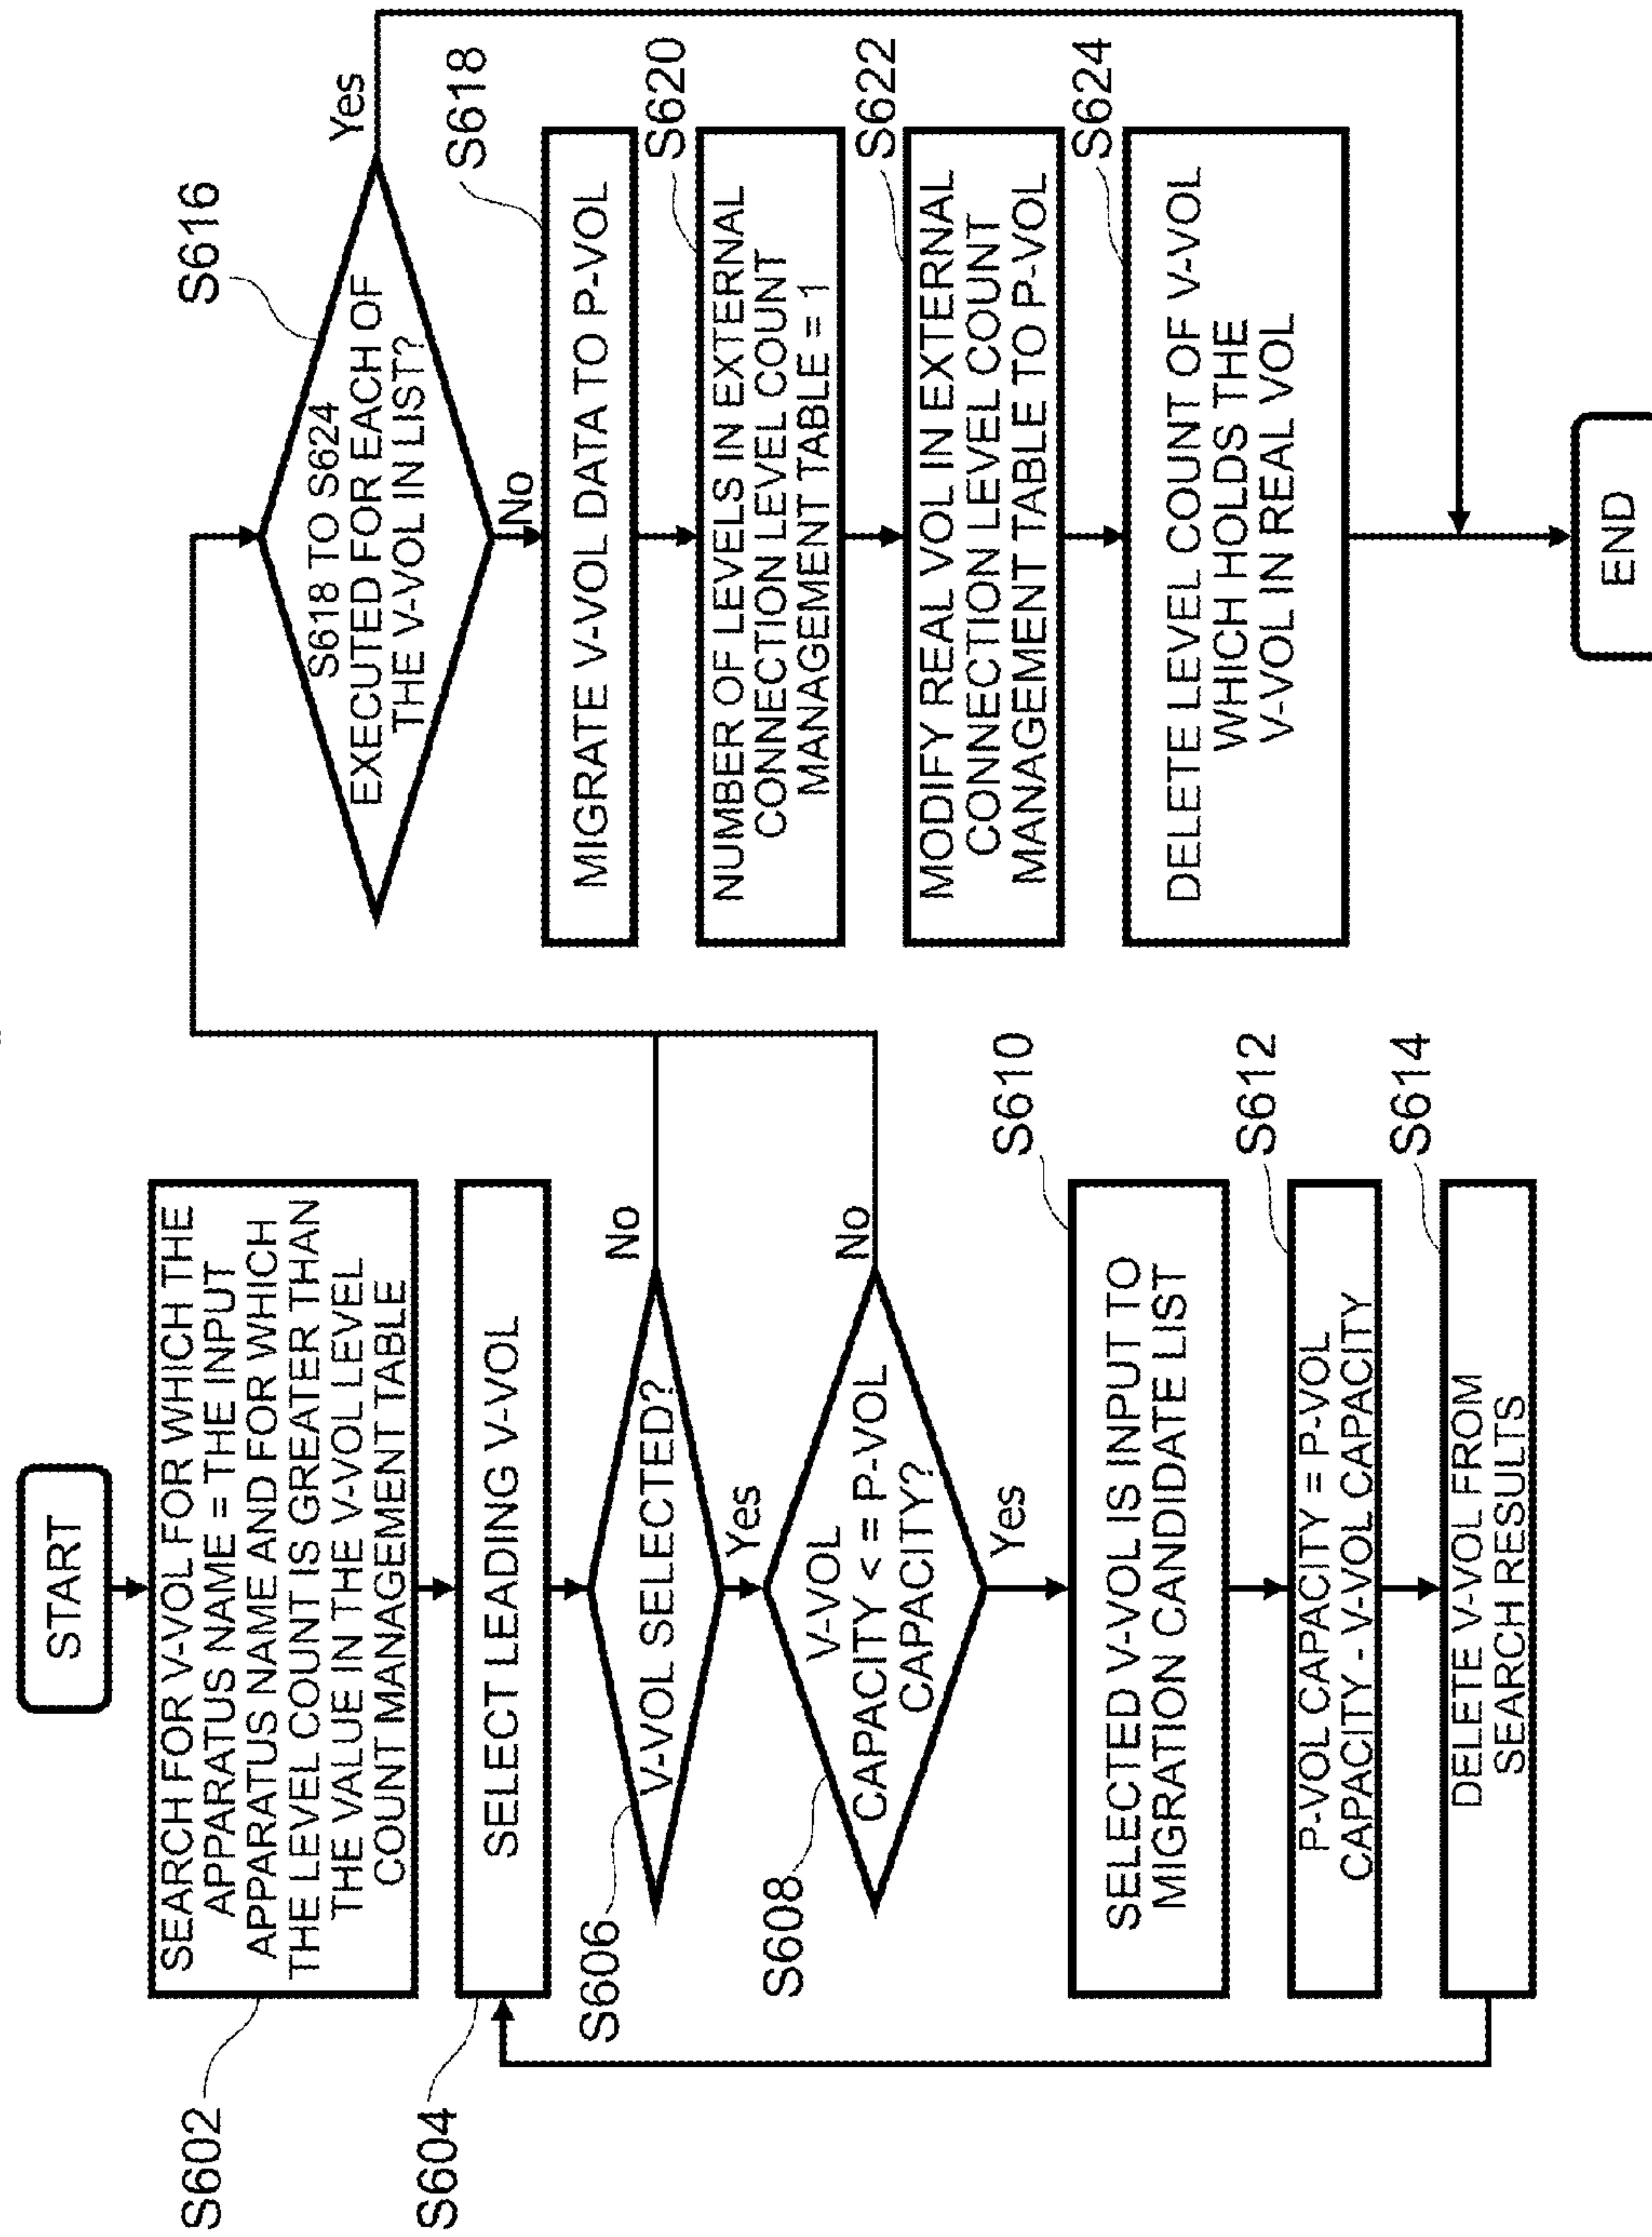 START
SEARCH FOR V-VOL FOR WHICH THE
APPARATUS NAME = THE INPUT
APPARATUS NAME AND FOR WHICH
THE LEVEL COUNT IS GREATER THAN
THE VALUE IN THE V-VOL LEVEL
COUNT MANAGEMENT TABLE
S602
SELECT LEADING V-VOL
S604
V-VOL SELECTED?
S606
No
Yes
V-VOL
CAPACITY < = P-VOL
CAPACITY?
S608
No
Yes
SELECTED V-VOL IS INPUT TO
MIGRATION CANDIDATE LIST
S610
P-VOL CAPACITY = P-VOL
CAPACITY - V-VOL CAPACITY
S612
DELETE V-VOL FROM
SEARCH RESULTS
S614
S616
S618 TO S624
EXECUTED FOR EACH OF
THE V-VOL IN LIST?
Yes
No
S618
MIGRATE V-VOL DATA TO P-VOL
S620
NUMBER OF LEVELS IN EXTERNAL
CONNECTION LEVEL COUNT
MANAGEMENT TABLE = 1
S622
MODIFY REAL VOL IN EXTERNAL
CONNECTION LEVEL COUNT
MANAGEMENT TABLE TO P-VOL
S624
DELETE LEVEL COUNT OF V-VOL
WHICH HOLDS THE
V-VOL IN REAL VOL
END